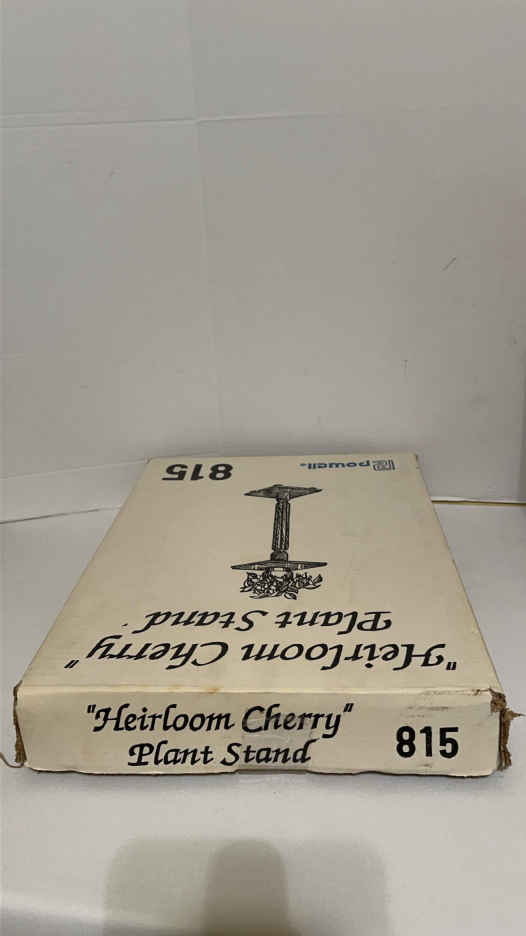 815
powell®
Plant Stand
"Heirloom Cherry"
"Heirloom Cherry"
Plant Stand
815